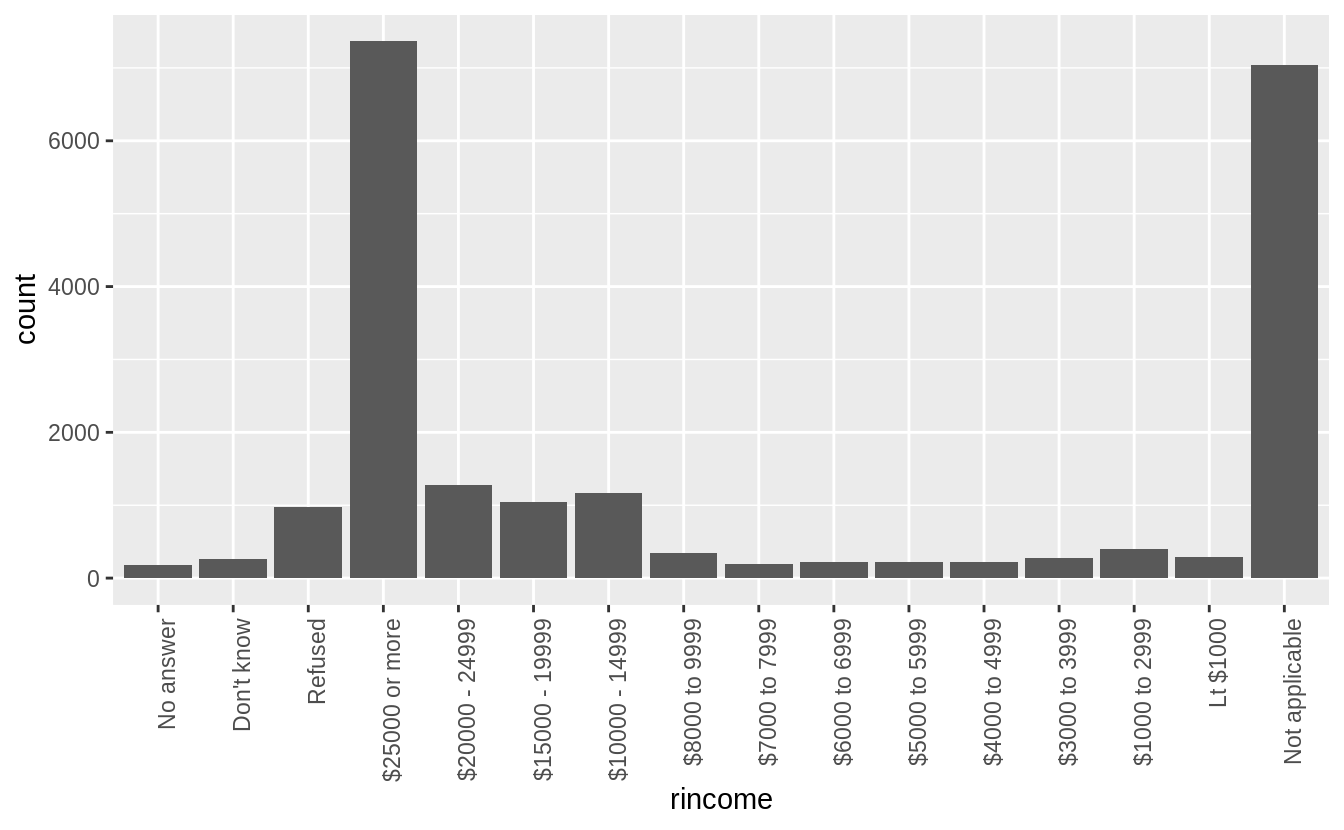 6000
4000
2000
0
count
No answer
Don't know
Refused
$25000 or more
$20000 - 24999
$15000 - 19999
$10000 - 14999
$8000 to 9999
$7000 to 7999
$6000 to 6999
$5000 to 5999
$4000 to 4999
$3000 to 3999
$1000 to 2999
Lt $1000
Not applicable
rincome